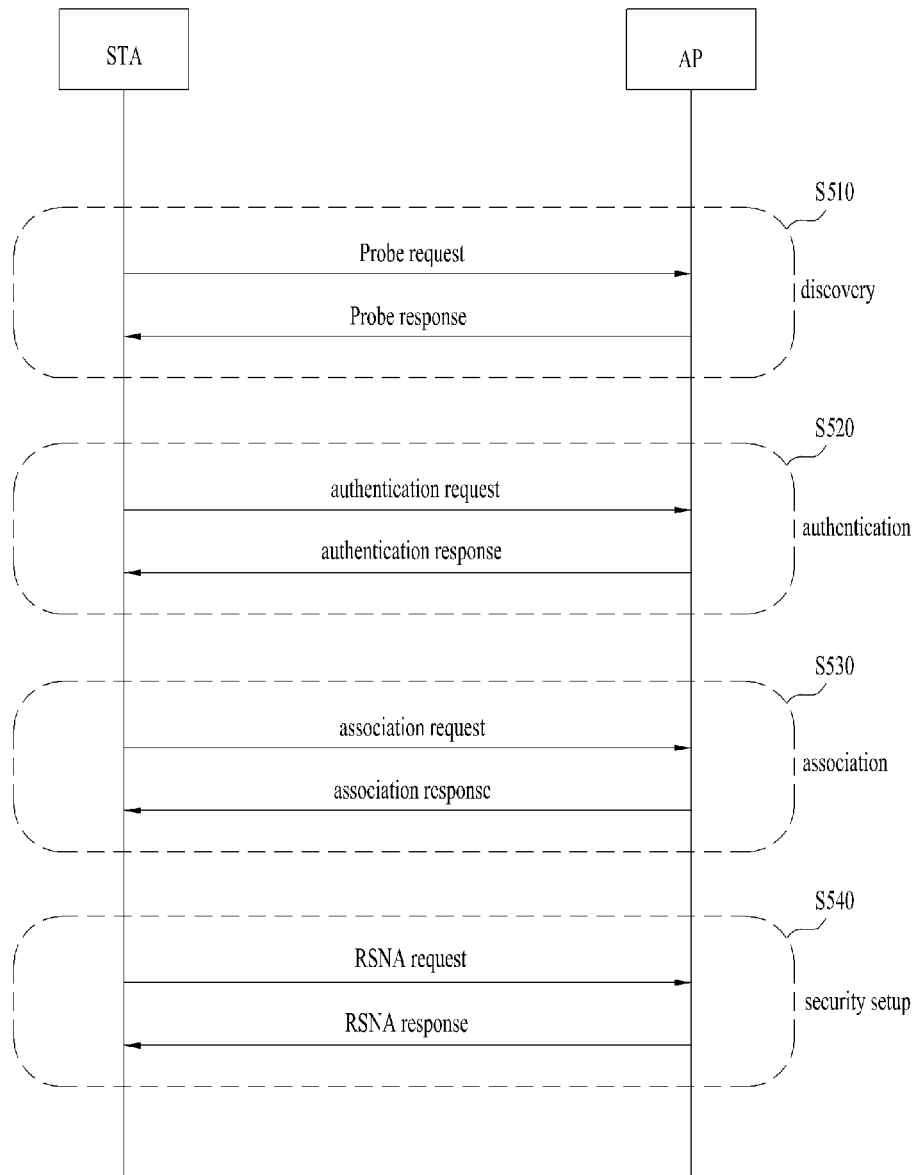 STA
AP
S510
Probe request
discovery
Probe response
S520
authentication request
authentication
authentication response
S530
association request
association
association response
S540
RSNA request
security setup
RSNA response